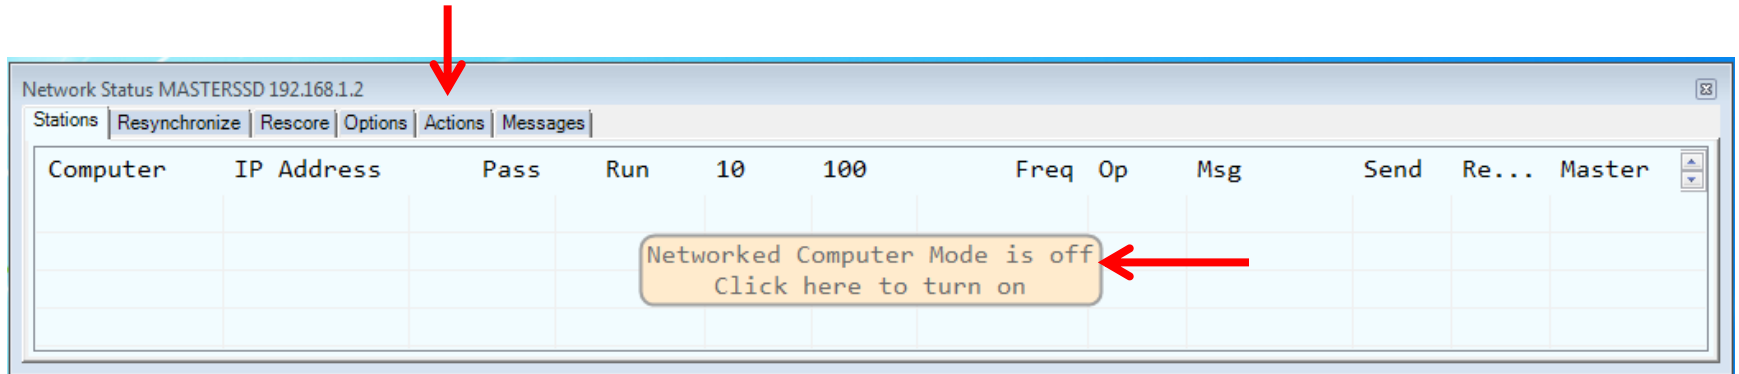 Network Status MASTERSSD 192.168.1.2
Stations Resynchronize Rescore Options Actions Messages
Computer IP Address Pass Run 10 100 Freq Op Msg Send Re... Master
Networked Computer Mode is off
Click here to turn on